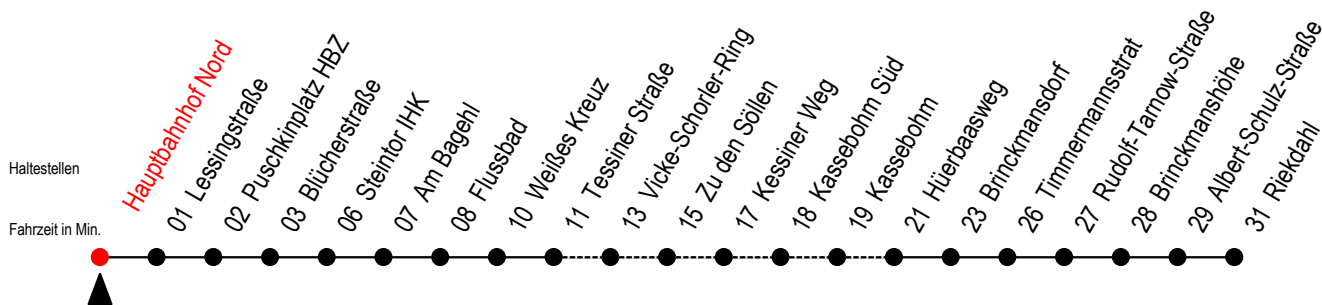 Haltestellen
Fahrzeit in Min.
Hauptbahnhof Nord
01 Lessingstraße
02 Puschkinplatz HBZ
03 Blücherstraße
06 Steintor IHK
07 Am Bagehl
08 Flussbad
10 Weißes Kreuz
11 Tessiner Straße
13 Vicke-Schorler-Ring
15 Zu den Söllen
17 Kessiner Weg
18 Kassebohm Süd
19 Kassebohm
21 Hüerbaasweg
23 Brinckmansdorf
26 Timmermannsstrat
27 Rudolf-Tarnow-Straße
28 Brinckmanshöhe
29 Albert-Schulz-Straße
31 Riekdahl